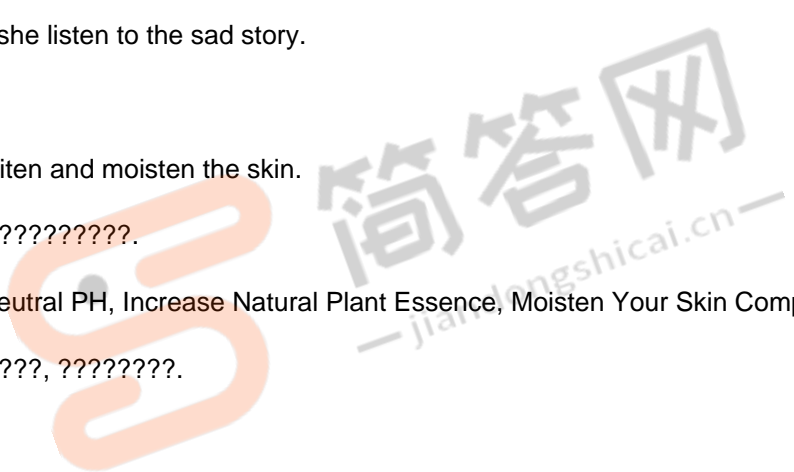 she listen to the sad story.
iten and moisten the skin.
?????????.
eutral PH, Increase Natural Plant Essence, Moisten Your Skin Comp
???, ????????.
简答网
jiandongshicai.cn